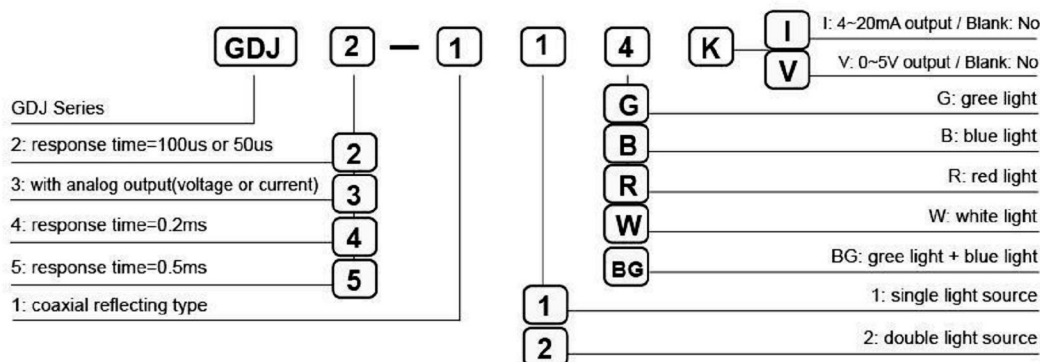 GDJ 2 - 1 1 4 K I I: 4~20mA output / Blank: No
V V: 0~5V output / Blank: No
GDJ Series
G G: gree light
2: response time=100us or 50us 2
B B: blue light
3: with analog output(voltage or current) 3
R R: red light
4: response time=0.2ms 4
W W: white light
5: response time=0.5ms 5
BG BG: gree light + blue light
1: coaxial reflecting type
1 1: single light source
2 2: double light source